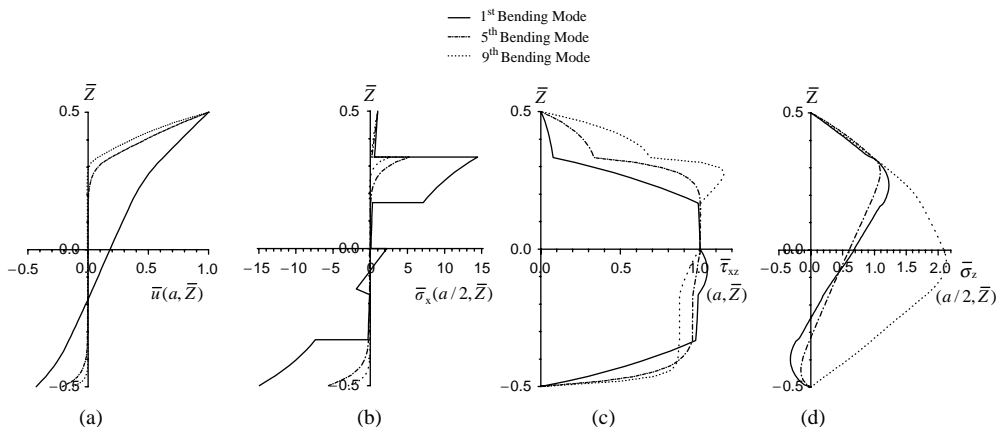 1st Bending Mode
5th Bending Mode
9th Bending Mode
Z̅ Z̅ Z̅ Z̅
0.5 0.5 0.5 0.5
0.0 0.0 0.0 0.0
−0.5 0.0 0.5 1.0
−15 −10 −5 0 5 10 15
0.0 0.5 1.0
−0.5 0.0 0.5 1.0 1.5 2.0
u̅(a,Z̅) σ̅x(a/2,Z̅) τ̅xz (a,Z̅) σ̅z (a/2,Z̅)
−0.5 −0.5 −0.5 −0.5
(a) (b) (c) (d)